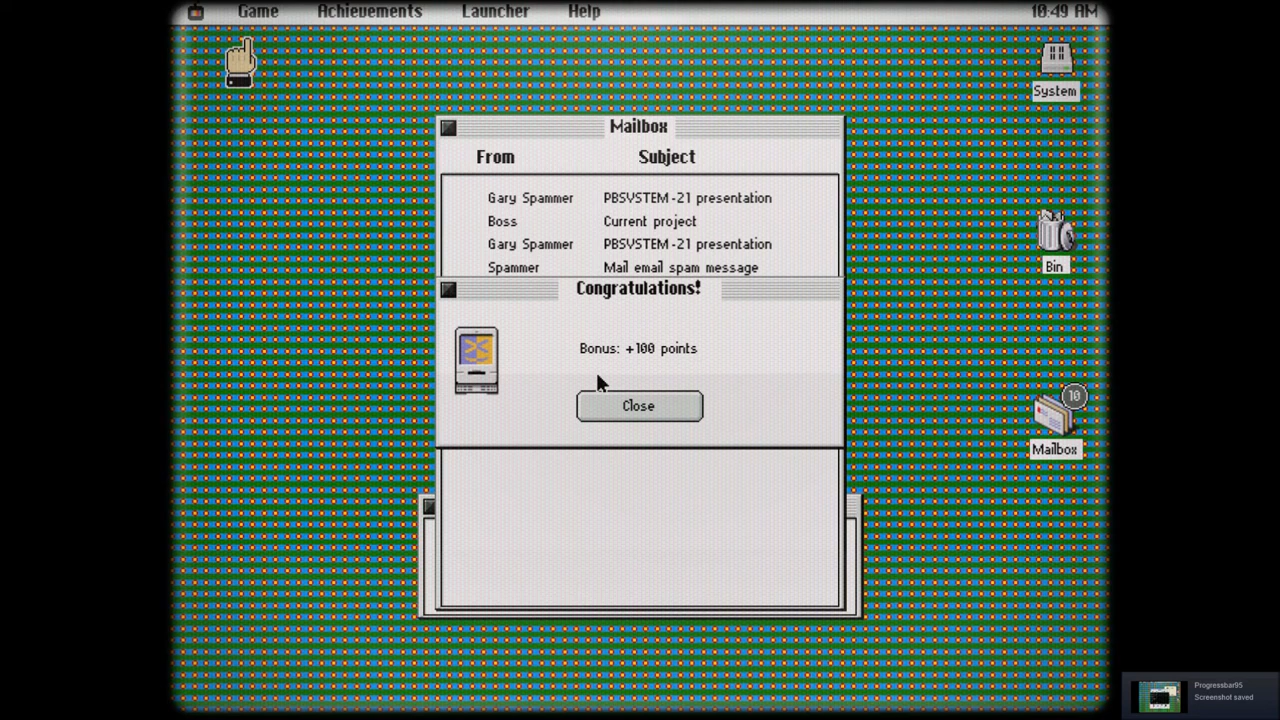 Game Achievements Launcher Help 10:49 AM
System
Mailbox
From Subject
Gary Spammer PBSYSTEM-21 presentation
Boss Current project
Gary Spammer PBSYSTEM-21 presentation
Spammer Mail email spam message
Bin
Congratulations!
Bonus: +100 points
Close
10
Mailbox
Progressbar95
Screenshot saved